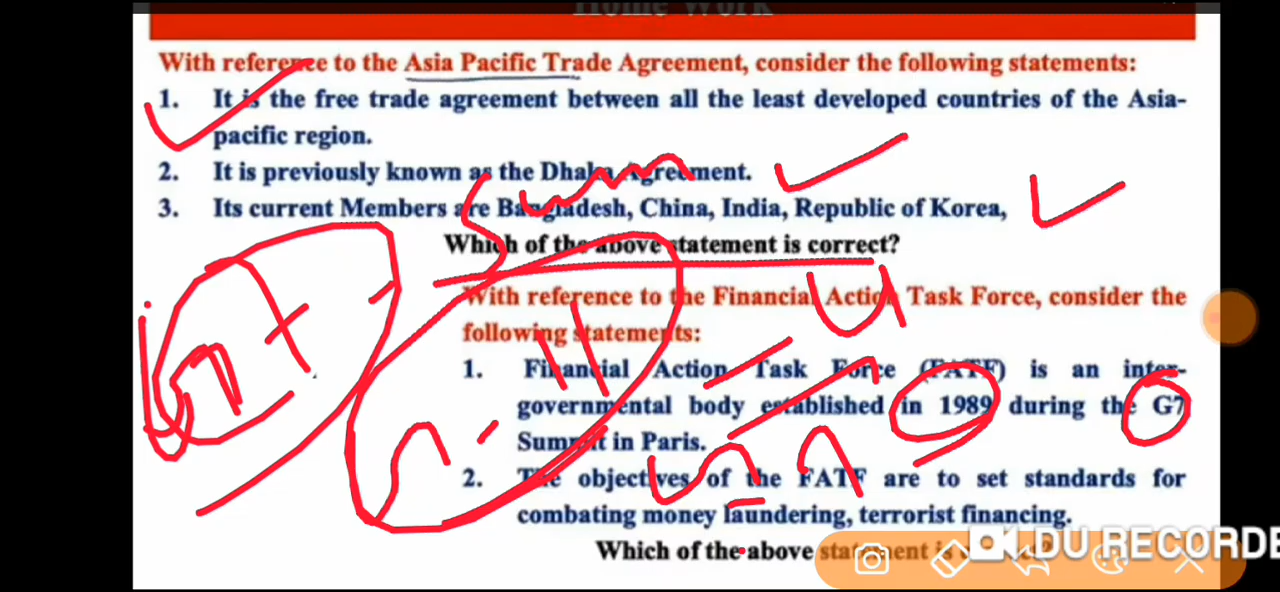 Home Work
With reference to the Asia Pacific Trade Agreement, consider the following statements:
1. It is the free trade agreement between all the least developed countries of the Asia-
pacific region.
2. It is previously known as the Dhaka Agreement.
3. Its current Members are Bangladesh, China, India, Republic of Korea,
Which of the above statement is correct?
With reference to the Financial Action Task Force, consider the
following statements:
1. Financial Action Task Force (FATF) is an inter-
governmental body established in 1989 during the G7
Summit in Paris.
2. The objectives of the FATF are to set standards for
combating money laundering, terrorist financing.
Which of the above statement is
DU RECORDE